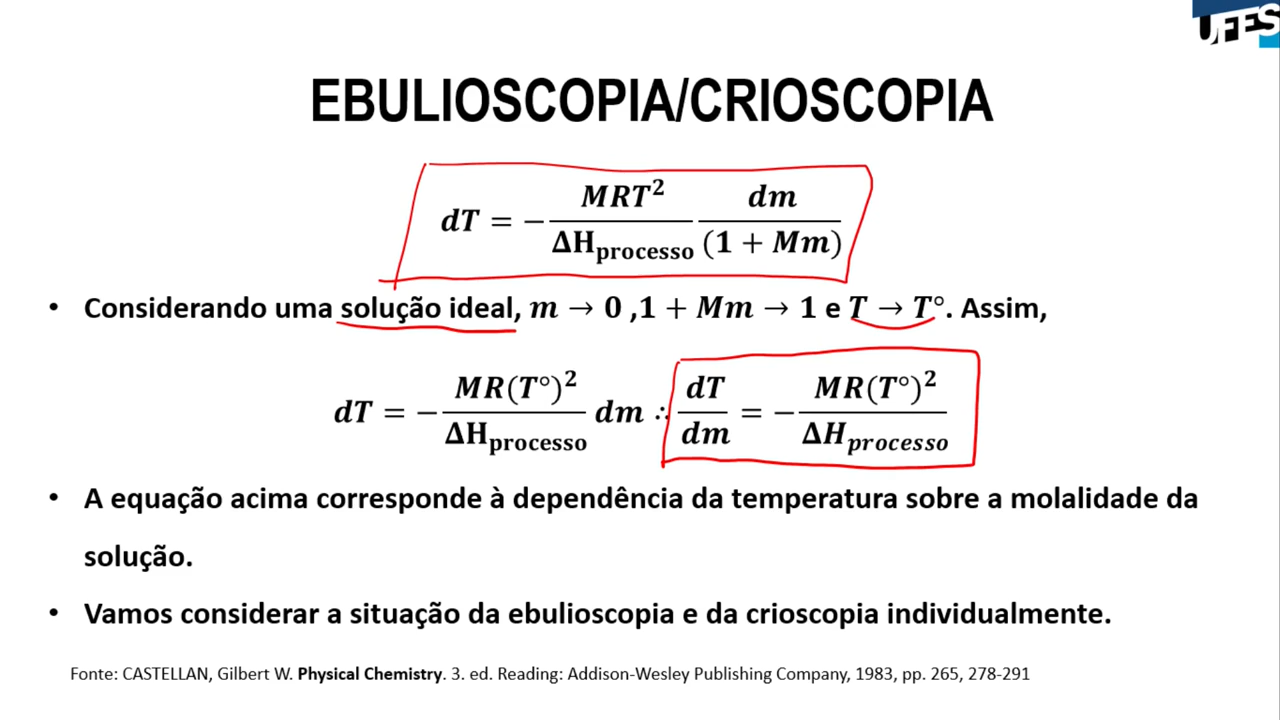 UFES
EBULIOSCOPIA/CRIOSCOPIA
dT = − MRT² / ΔH_processo dm / (1 + Mm)
• Considerando uma solução ideal, m → 0 ,1 + Mm → 1 e T → T°. Assim,
dT = − MR(T°)² / ΔH_processo dm ∴ dT / dm = − MR(T°)² / ΔH_processo
• A equação acima corresponde à dependência da temperatura sobre a molalidade da
solução.
• Vamos considerar a situação da ebulioscopia e da crioscopia individualmente.
Fonte: CASTELLAN, Gilbert W. Physical Chemistry. 3. ed. Reading: Addison-Wesley Publishing Company, 1983, pp. 265, 278-291